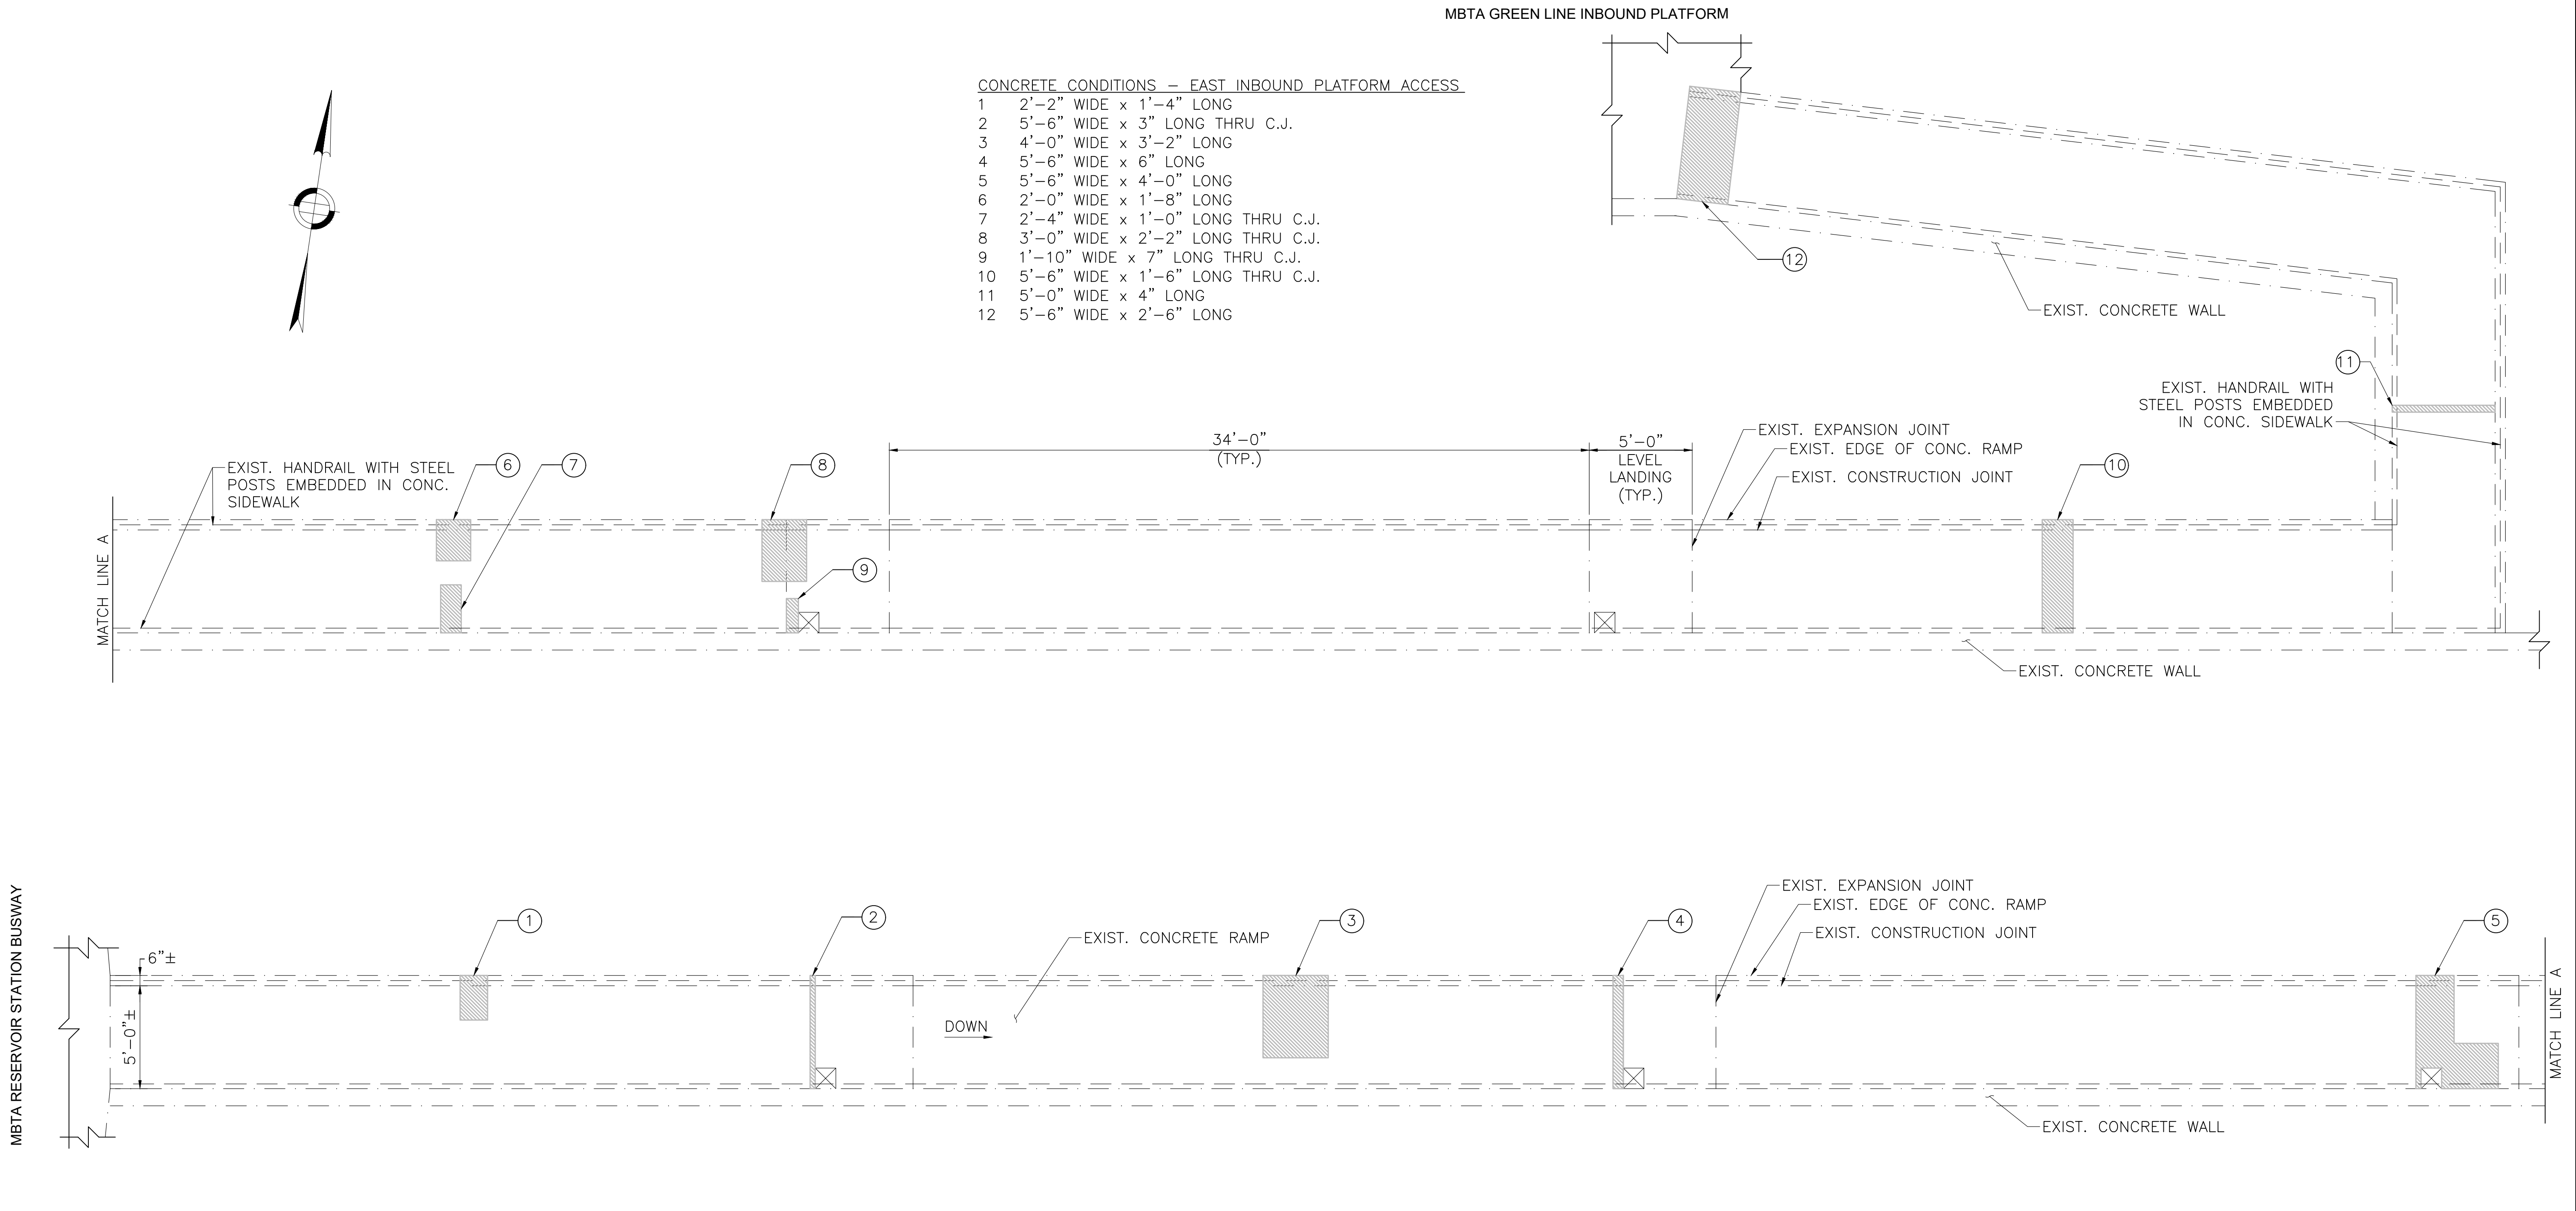 MBTA GREEN LINE INBOUND PLATFORM
CONCRETE CONDITIONS – EAST INBOUND PLATFORM ACCESS
1 2'–2" WIDE x 1'–4" LONG
2 5'–6" WIDE x 3" LONG THRU C.J.
3 4'–0" WIDE x 3'–2" LONG
4 5'–6" WIDE x 6" LONG
5 5'–6" WIDE x 4'–0" LONG
6 2'–0" WIDE x 1'–8" LONG
7 2'–4" WIDE x 1'–0" LONG THRU C.J.
8 3'–0" WIDE x 2'–2" LONG THRU C.J.
9 1'–10" WIDE x 7" LONG THRU C.J.
10 5'–6" WIDE x 1'–6" LONG THRU C.J.
11 5'–0" WIDE x 4" LONG
12 5'–6" WIDE x 2'–6" LONG
12
EXIST. CONCRETE WALL
11
EXIST. HANDRAIL WITH
STEEL POSTS EMBEDDED
IN CONC. SIDEWALK
EXIST. HANDRAIL WITH STEEL
POSTS EMBEDDED IN CONC.
SIDEWALK
6
7
8
9
34'–0"
(TYP.)
5'–0"
LEVEL
LANDING
(TYP.)
EXIST. EXPANSION JOINT
EXIST. EDGE OF CONC. RAMP
EXIST. CONSTRUCTION JOINT
10
MATCH LINE A
EXIST. CONCRETE WALL
MBTA RESERVOIR STATION BUSWAY
6"±
5'–0"±
1
2
DOWN
EXIST. CONCRETE RAMP
3
4
EXIST. EXPANSION JOINT
EXIST. EDGE OF CONC. RAMP
EXIST. CONSTRUCTION JOINT
5
MATCH LINE A
EXIST. CONCRETE WALL